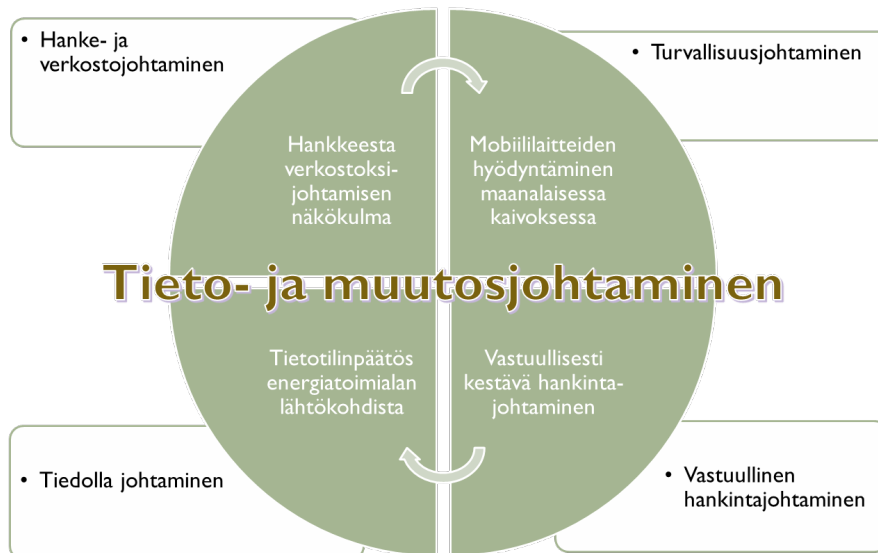 • Hanke- ja
verkostojohtaminen
• Turvallisuusjohtaminen
Hankkeesta
verkostoksi-
johtamisen
näkökulma
Mobiililaitteiden
hyödyntäminen
maanalaisessa
kaivoksessa
Tieto- ja muutosjohtaminen
Tietotilinpäätös
energiatoimialan
lähtökohdista
Vastuullisesti
kestävä hankinta-
johtaminen
• Tiedolla johtaminen
• Vastuullinen
hankintajohtaminen